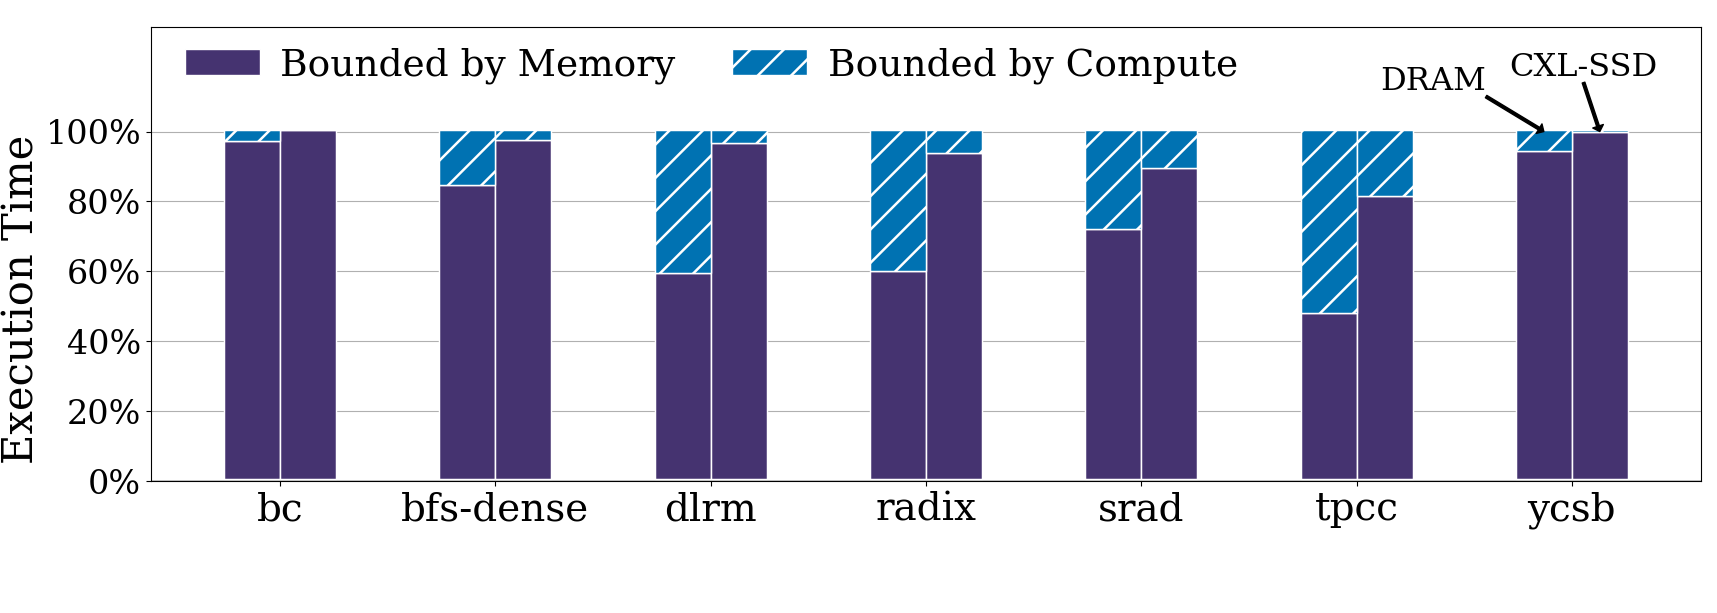 Bounded by Memory
Bounded by Compute
DRAM
CXL-SSD
Execution Time
100%
80%
60%
40%
20%
0%
bc
bfs-dense
dlrm
radix
srad
tpcc
ycsb